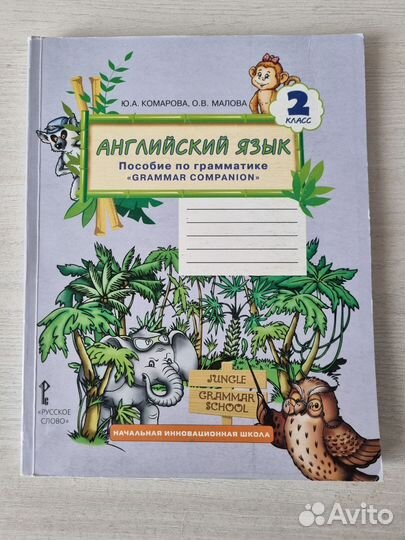 Ю.А. КОМАРОВА, О.В. МАЛОВА
2
КЛАСС
АНГЛИЙСКИЙ ЯЗЫК
Пособие по грамматике
«GRAMMAR COMPANION»
JUNGLE
GRAMMAR
SCHOOL
РС
«РУССКОЕ
СЛОВО»
НАЧАЛЬНАЯ ИННОВАЦИОННАЯ ШКОЛА
Avito